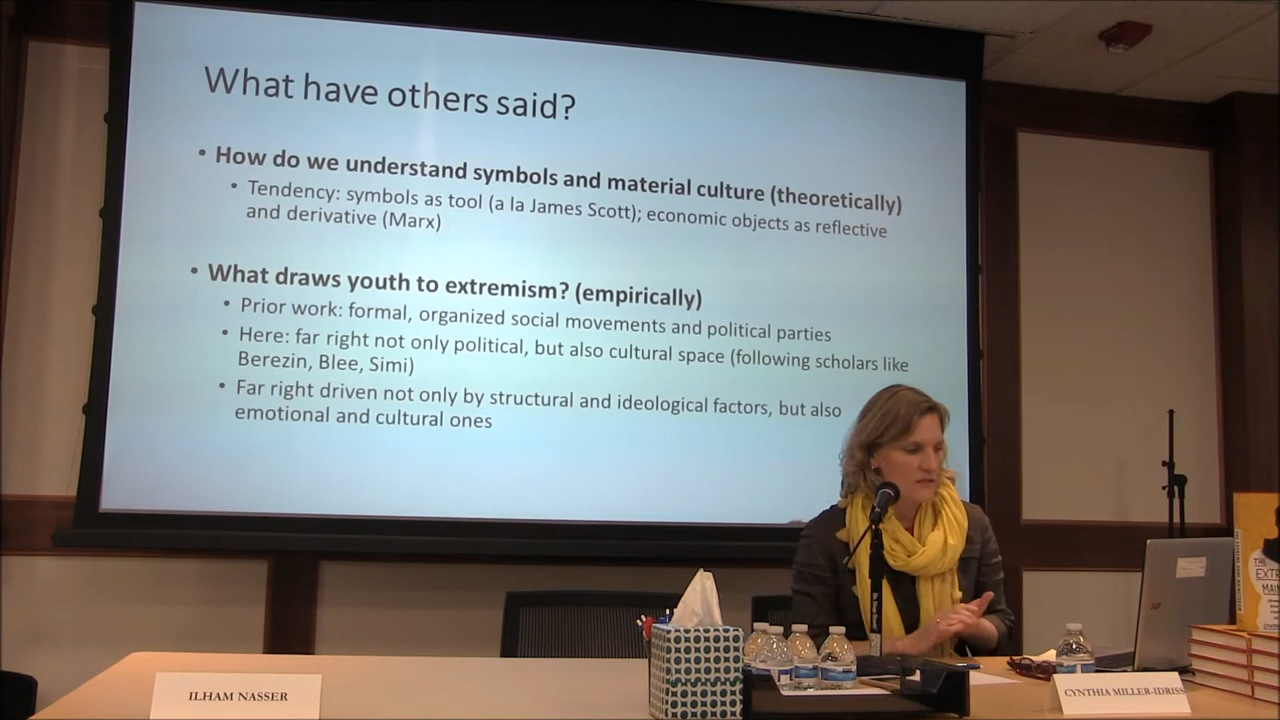 What have others said?
• How do we understand symbols and material culture (theoretically)
• Tendency: symbols as tool (a la James Scott); economic objects as reflective
and derivative (Marx)
• What draws youth to extremism? (empirically)
• Prior work: formal, organized social movements and political parties
• Here: far right not only political, but also cultural space (following scholars like
Berezin, Blee, Simi)
• Far right driven not only by structural and ideological factors, but also
emotional and cultural ones
ILHAM NASSER
CYNTHIA MILLER-IDRISS
THE
EXTR
MAIN